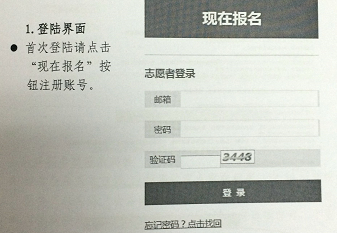 1.登陆界面
首次登陆请点击
“现在报名”按
钮注册账号。
现在报名
志愿者登录
邮箱
密码
验证码 3448
登 录
忘记密码？点击找回